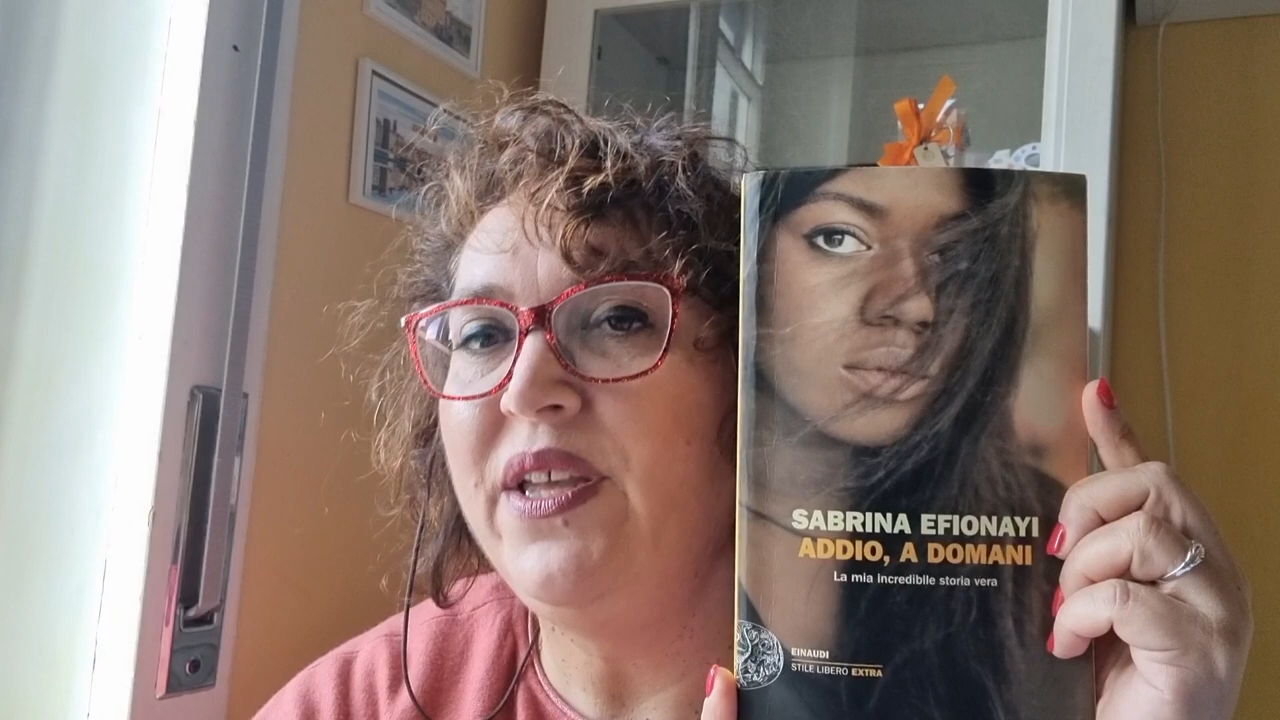 SABRINA EFIONAYI
ADDIO, A DOMANI
La mia incredibile storia vera
EINAUDI
STILE LIBERO EXTRA